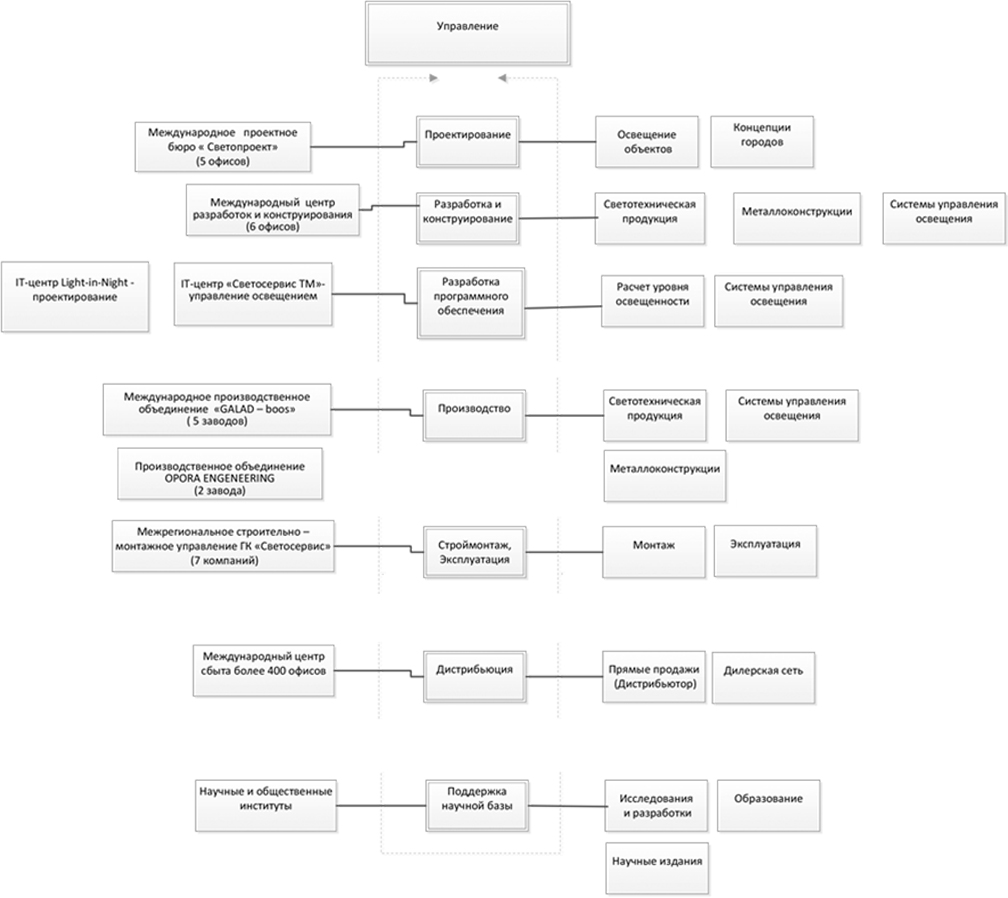 Управление
Международное проектное
бюро « Светопроект»
(5 офисов)
Проектирование
Освещение
объектов
Концепции
городов
Международный центр
разработок и конструирования
(6 офисов)
Разработка и
конструирование
Светотехническая
продукция
Металлоконструкции
Системы управления
освещения
IT-центр Light-in-Night -
проектирование
IT-центр «Светосервис ТМ»-
управление освещением
Разработка
программного
обеспечения
Расчет уровня
освещенности
Системы управления
освещения
Международное производственное
объединение «GALAD – boos»
( 5 заводов)
Производство
Светотехническая
продукция
Системы управления
освещения
Производственное объединение
OPORA ENGENEERING
(2 завода)
Металлоконструкции
Межрегиональное строительно –
монтажное управление ГК «Светосервис»
(7 компаний)
Строймонтаж,
Эксплуатация
Монтаж
Эксплуатация
Международный центр
сбыта более 400 офисов
Дистрибьюция
Прямые продажи
(Дистрибьютор)
Дилерская сеть
Научные и общественные
институты
Поддержка
научной базы
Исследования
и разработки
Образование
Научные издания